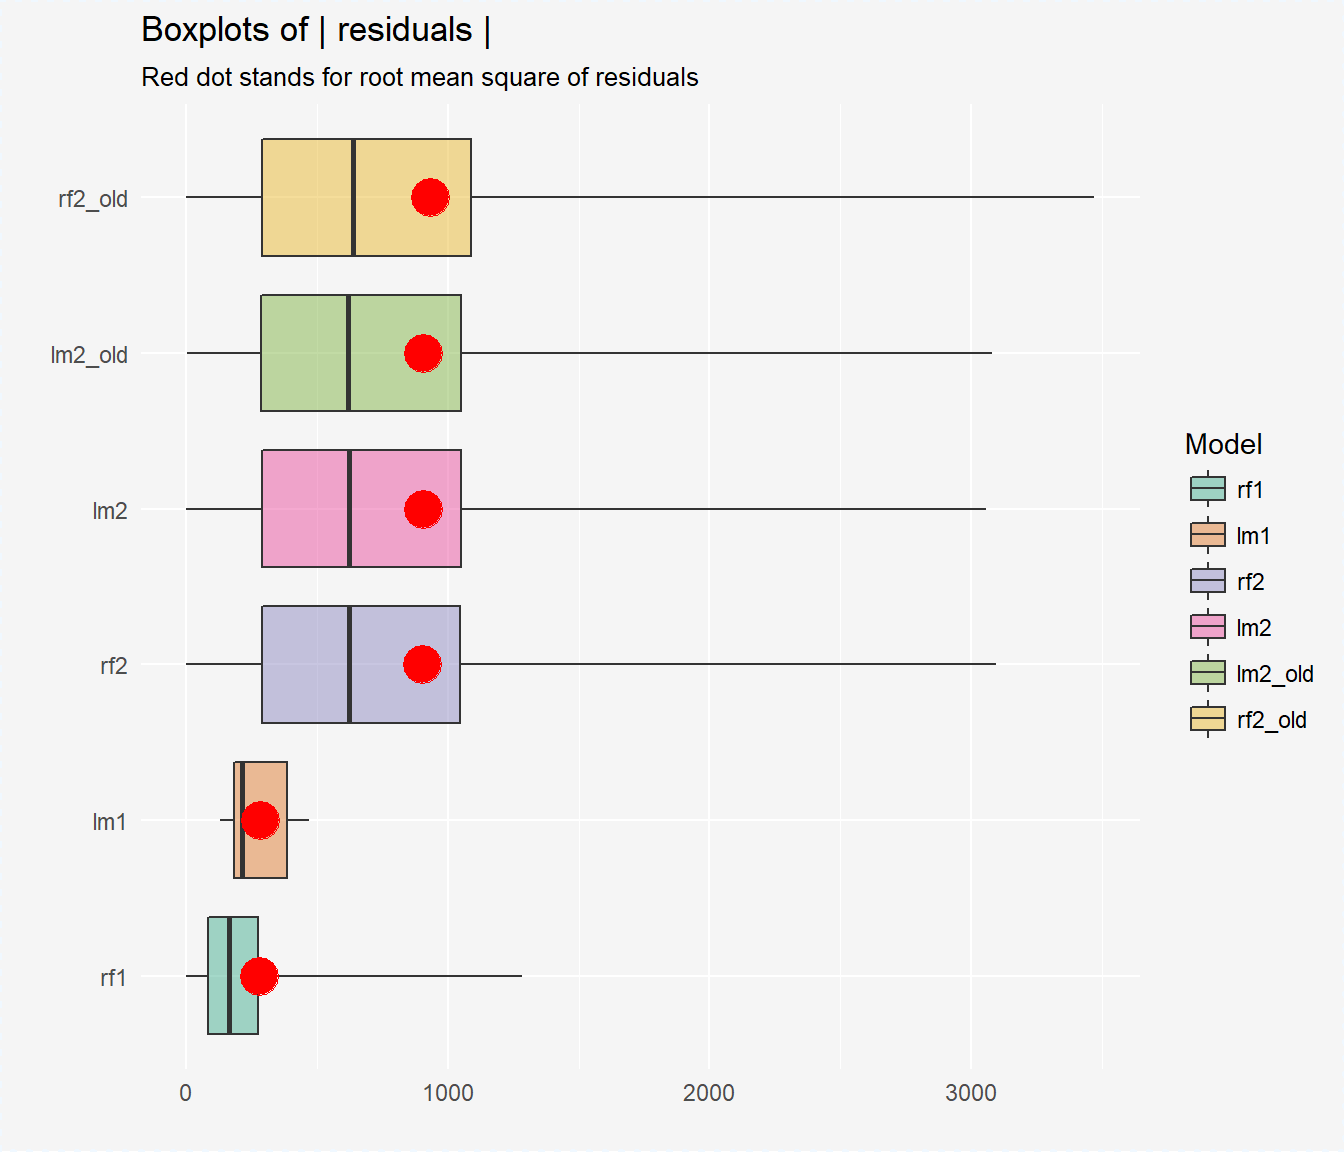 Boxplots of | residuals |
Red dot stands for root mean square of residuals
rf2_old
lm2_old
lm2
rf2
lm1
rf1
0 1000 2000 3000
Model
rf1
lm1
rf2
lm2
lm2_old
rf2_old